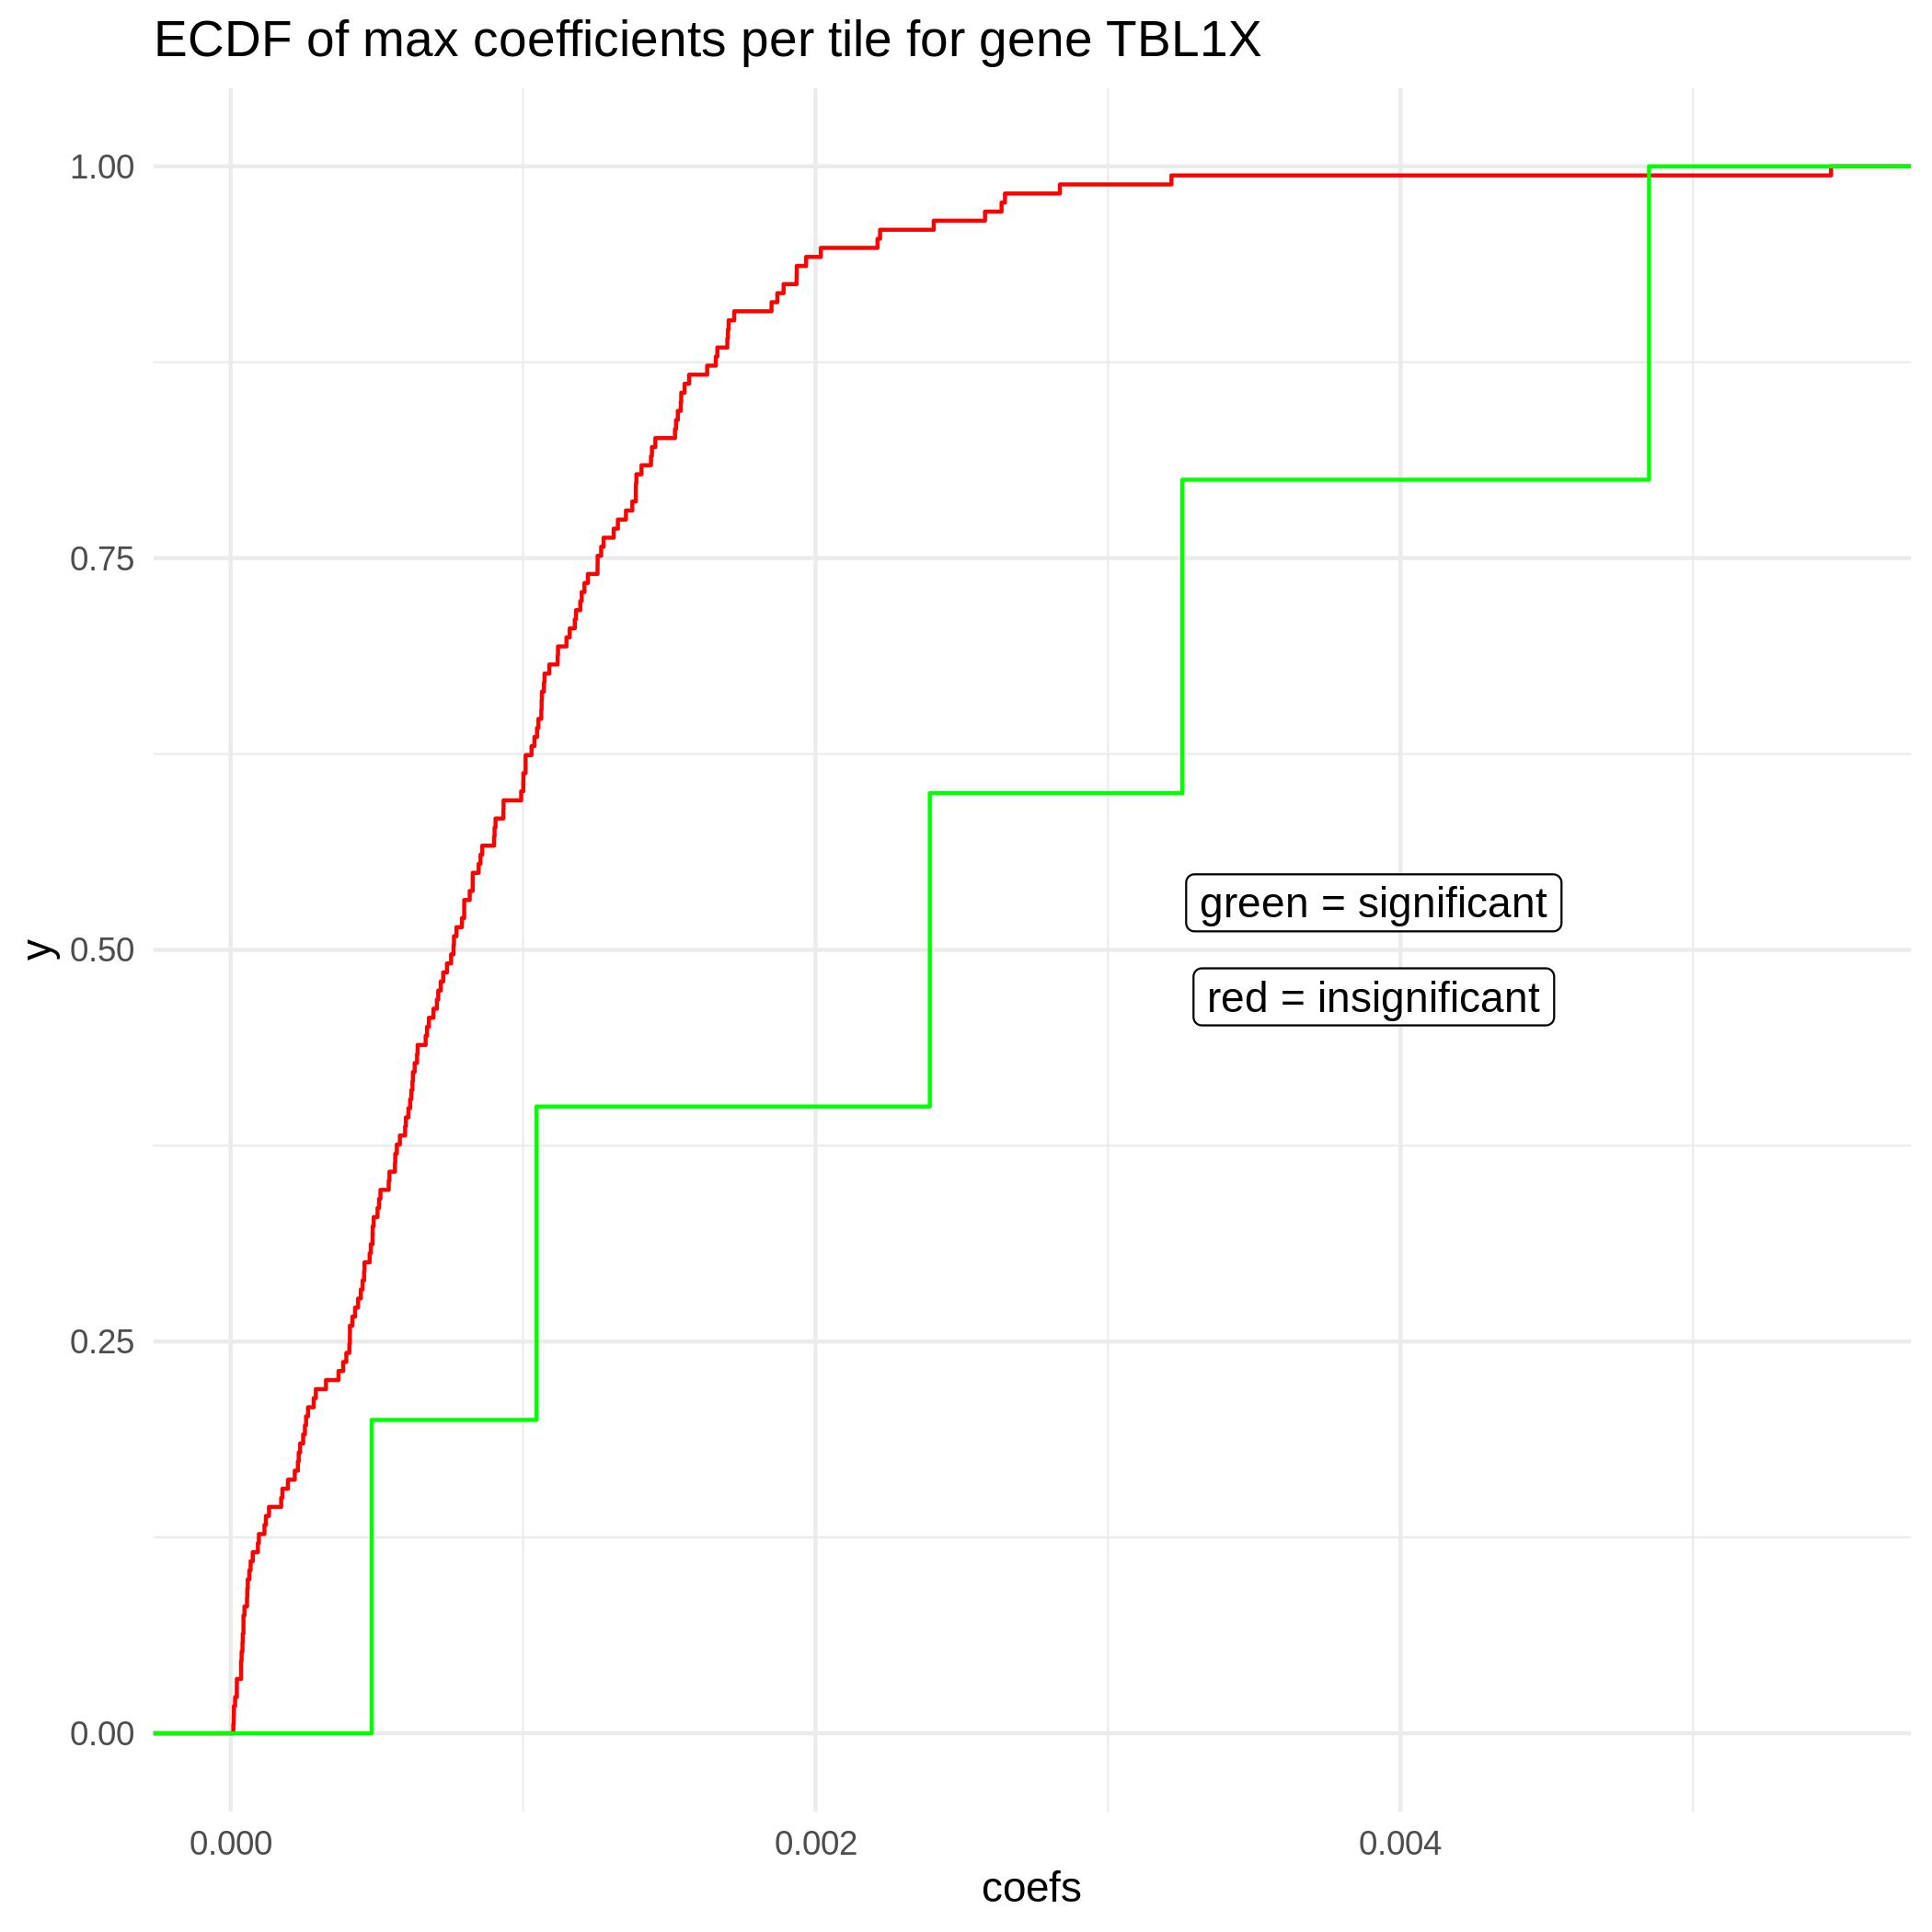 ECDF of max coefficients per tile for gene TBL1X
1.00
0.75
0.50
0.25
0.00
y
green = significant
red = insignificant
0.000
0.002
0.004
coefs